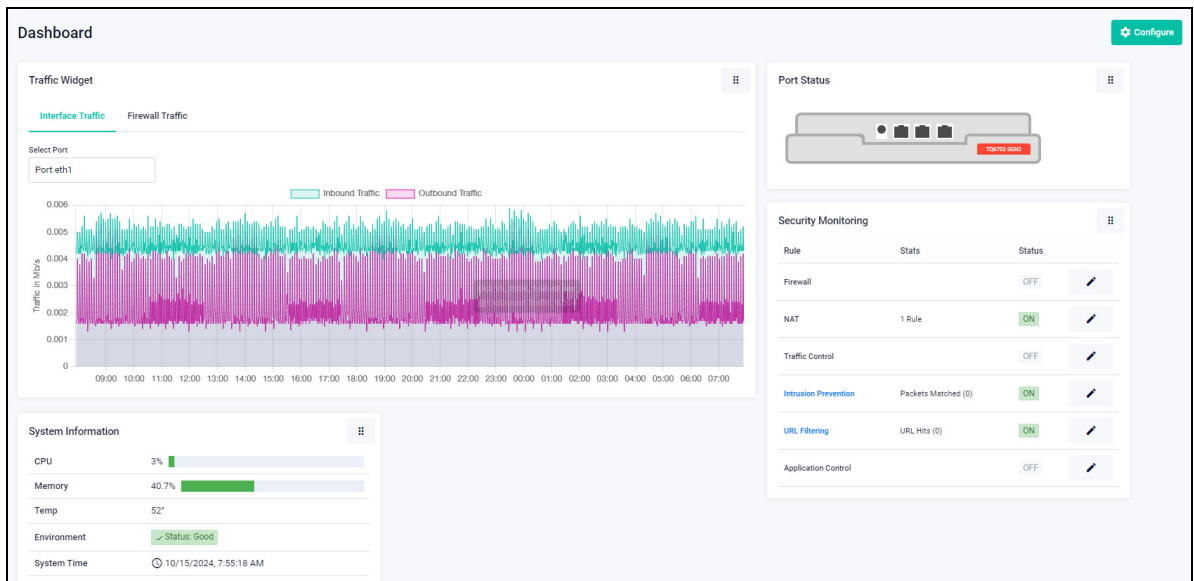 Dashboard
Configure
Traffic Widget
Interface Traffic Firewall Traffic
Select Port
Port eth1
Inbound Traffic Outbound Traffic
Traffic in Mb/s
0.006
0.005
0.004
0.003
0.002
0.001
0
09:00 10:00 11:00 12:00 13:00 14:00 15:00 16:00 17:00 18:00 19:00 20:00 21:00 22:00 23:00 00:00 01:00 02:00 03:00 04:00 05:00 06:00 07:00
Port Status
TQ6702 GEN2
Security Monitoring
Rule Stats Status
Firewall OFF
NAT 1 Rule ON
Traffic Control OFF
Intrusion Prevention Packets Matched (0) ON
URL Filtering URL Hits (0) ON
Application Control OFF
System Information
CPU 3%
Memory 40.7%
Temp 52°
Environment Status: Good
System Time 10/15/2024, 7:55:18 AM